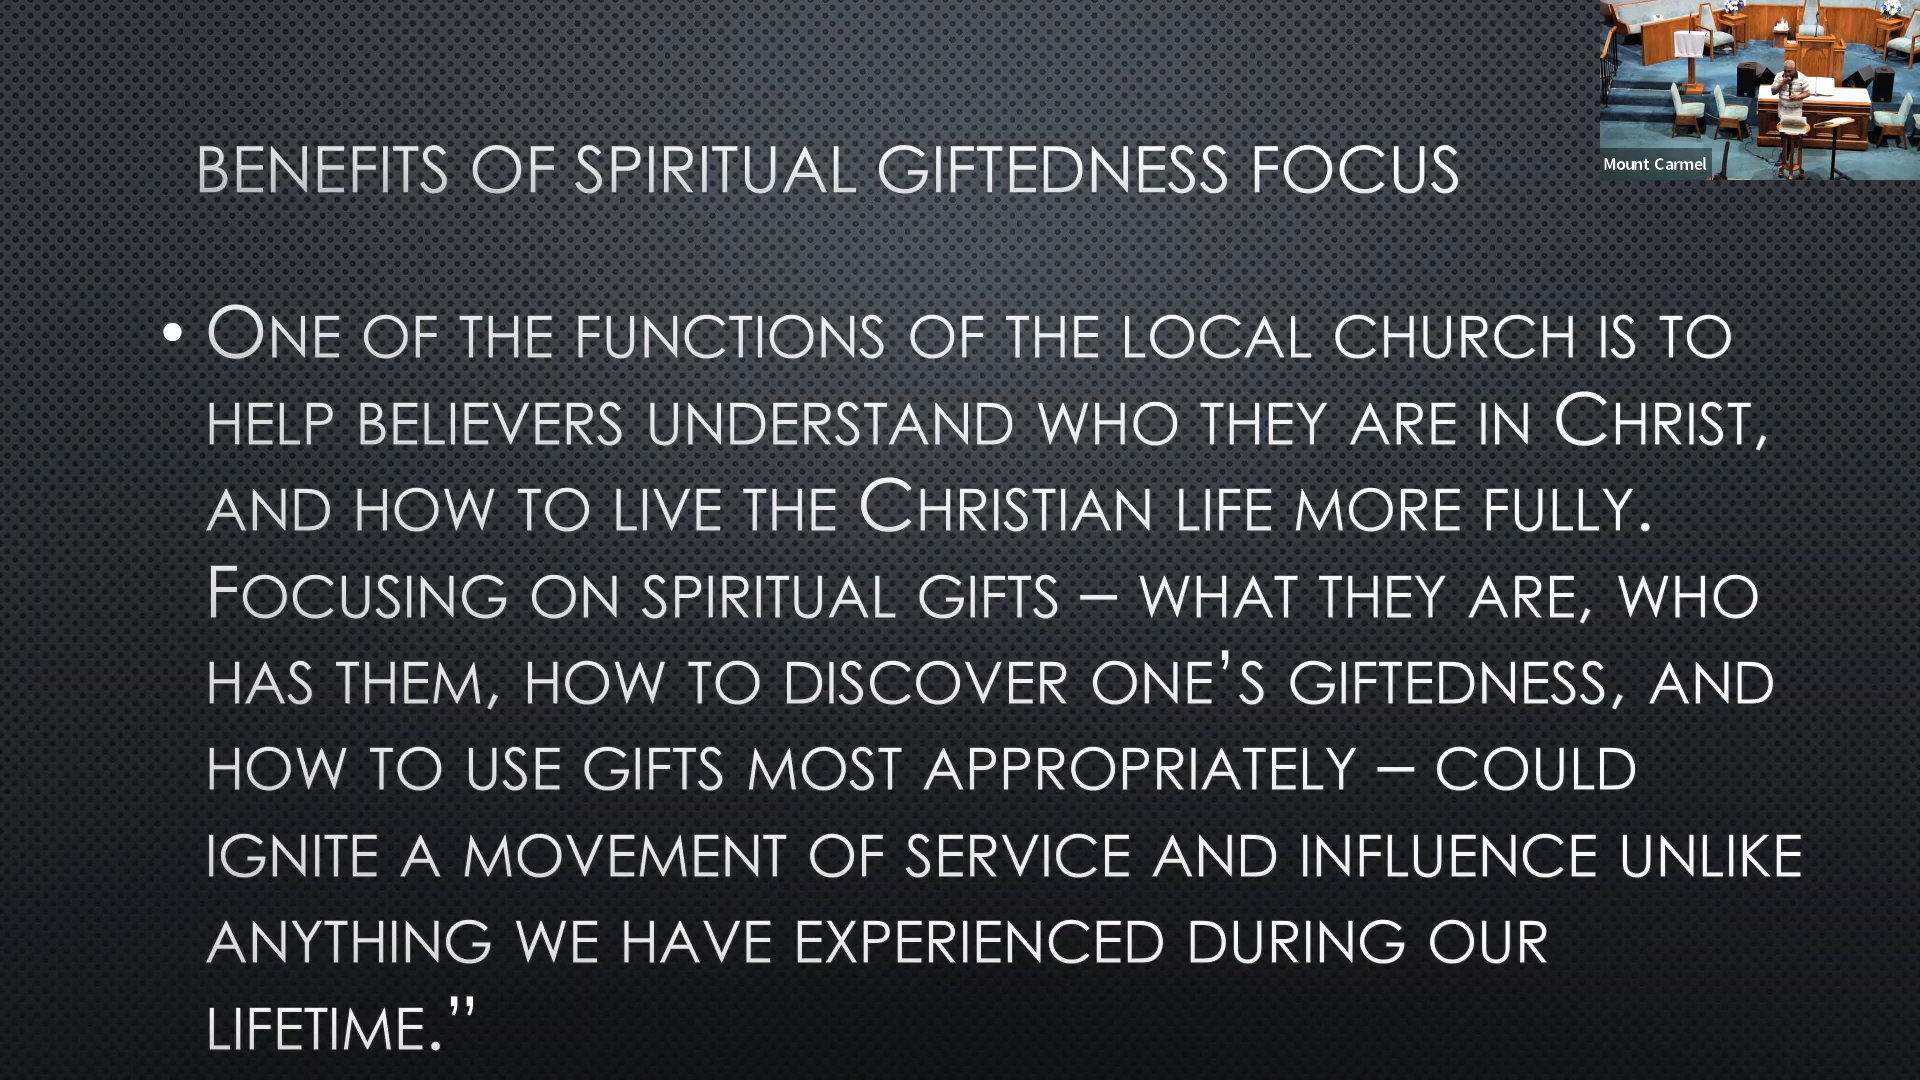 BENEFITS OF SPIRITUAL GIFTEDNESS FOCUS
Mount Carmel
• ONE OF THE FUNCTIONS OF THE LOCAL CHURCH IS TO
HELP BELIEVERS UNDERSTAND WHO THEY ARE IN CHRIST,
AND HOW TO LIVE THE CHRISTIAN LIFE MORE FULLY.
FOCUSING ON SPIRITUAL GIFTS – WHAT THEY ARE, WHO
HAS THEM, HOW TO DISCOVER ONE’S GIFTEDNESS, AND
HOW TO USE GIFTS MOST APPROPRIATELY – COULD
IGNITE A MOVEMENT OF SERVICE AND INFLUENCE UNLIKE
ANYTHING WE HAVE EXPERIENCED DURING OUR
LIFETIME.”